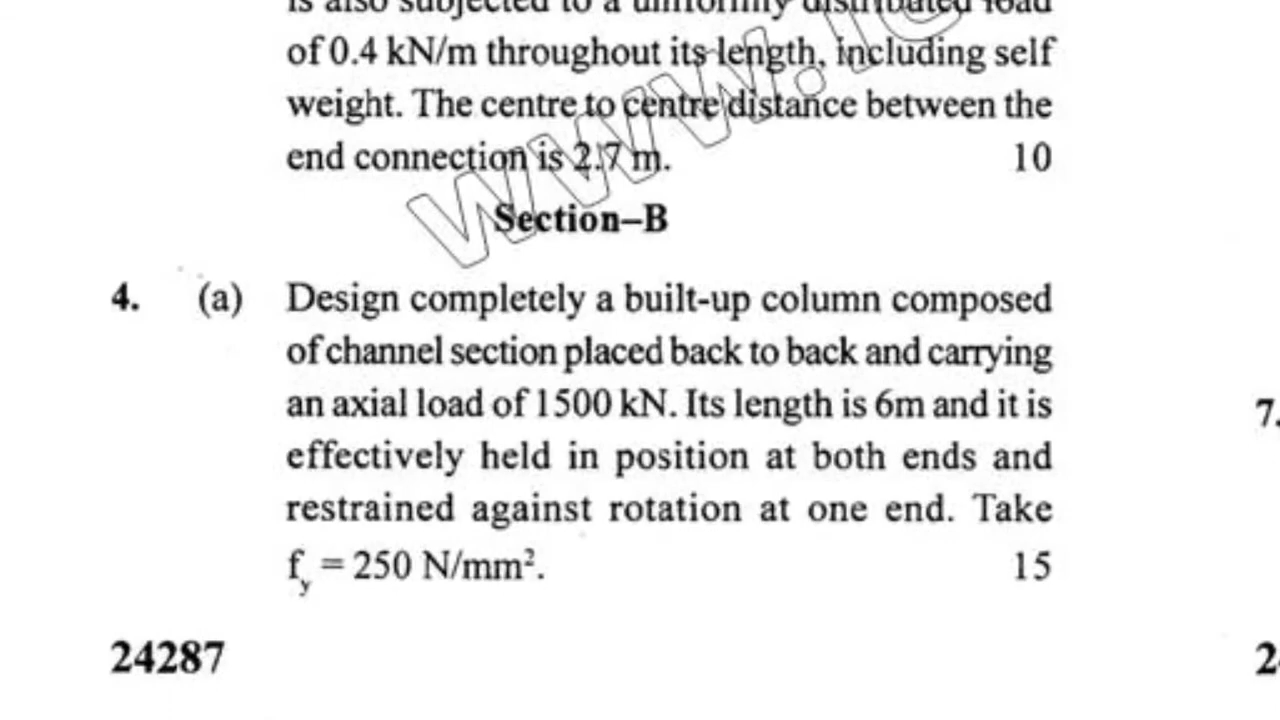 is also subjected to a uniformly distributed load
of 0.4 kN/m throughout its length, including self
weight. The centre to centre distance between the
end connection is 2.7 m. 10
Section–B
4. (a) Design completely a built-up column composed
of channel section placed back to back and carrying
an axial load of 1500 kN. Its length is 6m and it is
effectively held in position at both ends and
restrained against rotation at one end. Take
f_y = 250 N/mm². 15
24287
7.
2
www.